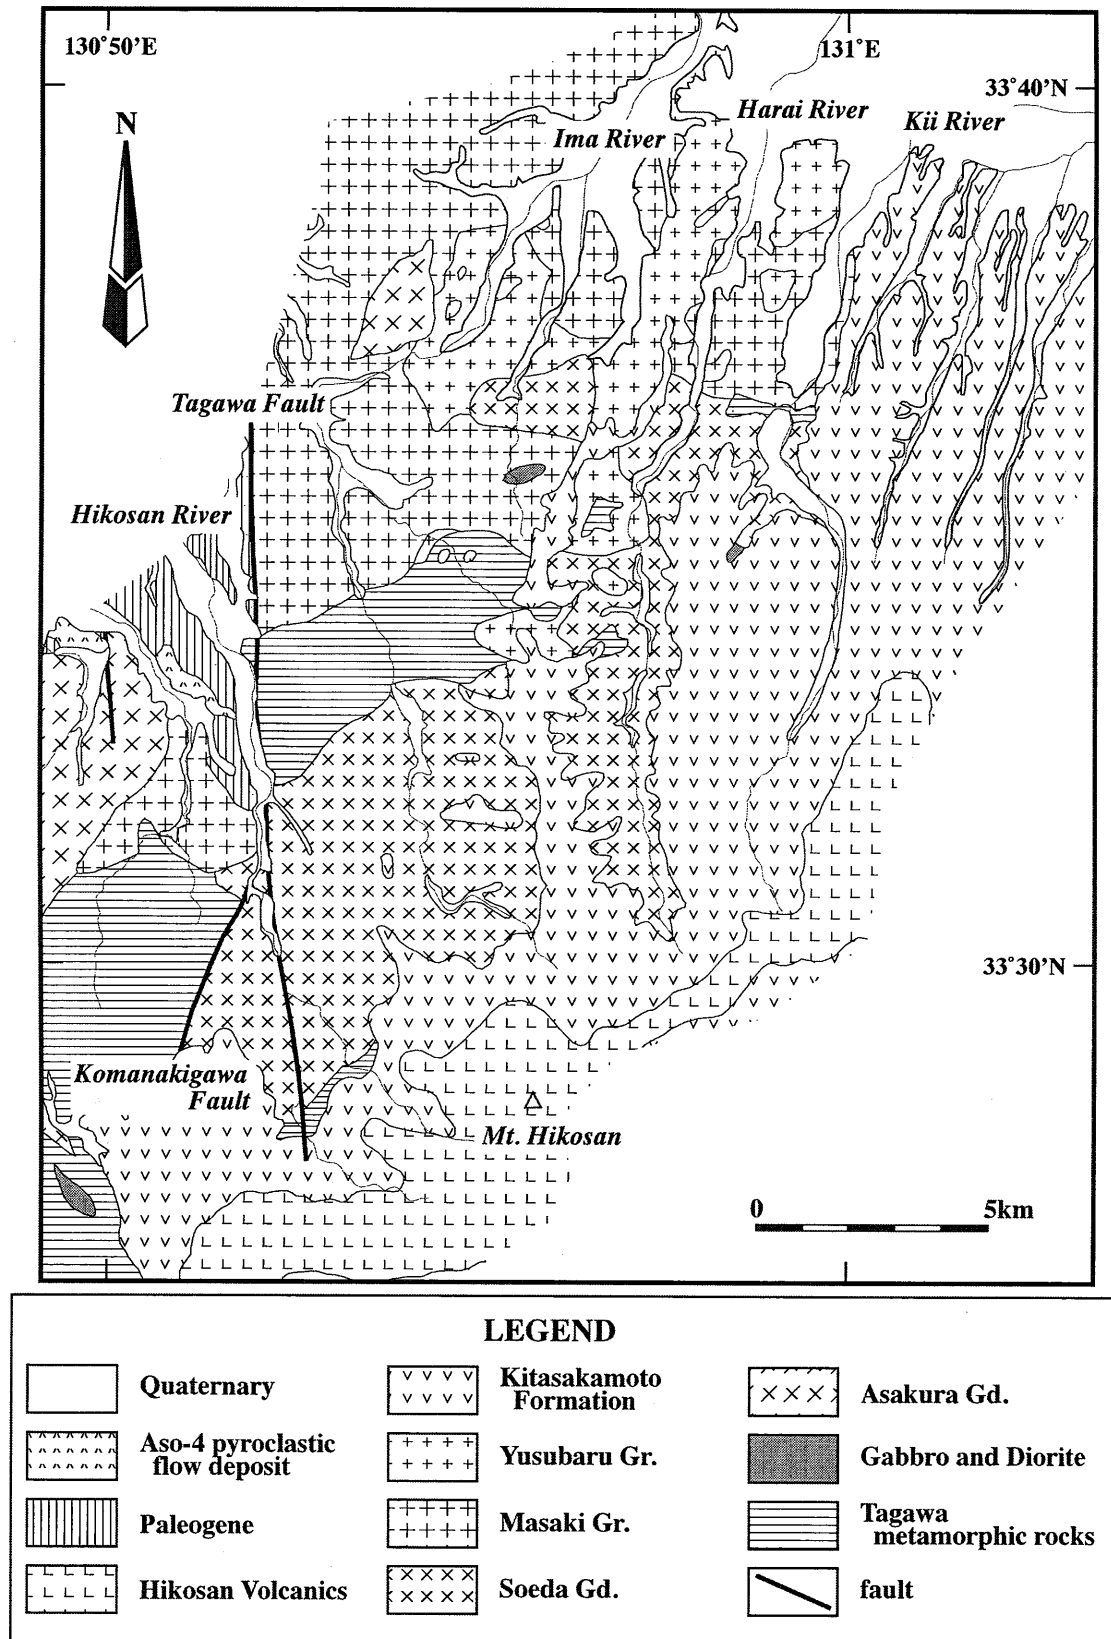 130°50'E
131°E
33°40'N
N
Ima River
Harai River
Kii River
Tagawa Fault
Hikosan River
33°30'N
Komanakigawa
Fault
Mt. Hikosan
0
5km
LEGEND
Quaternary
Aso-4 pyroclastic
flow deposit
Paleogene
Hikosan Volcanics
Kitasakamoto
Formation
Yusubaru Gr.
Masaki Gr.
Soeda Gd.
Asakura Gd.
Gabbro and Diorite
Tagawa
metamorphic rocks
fault